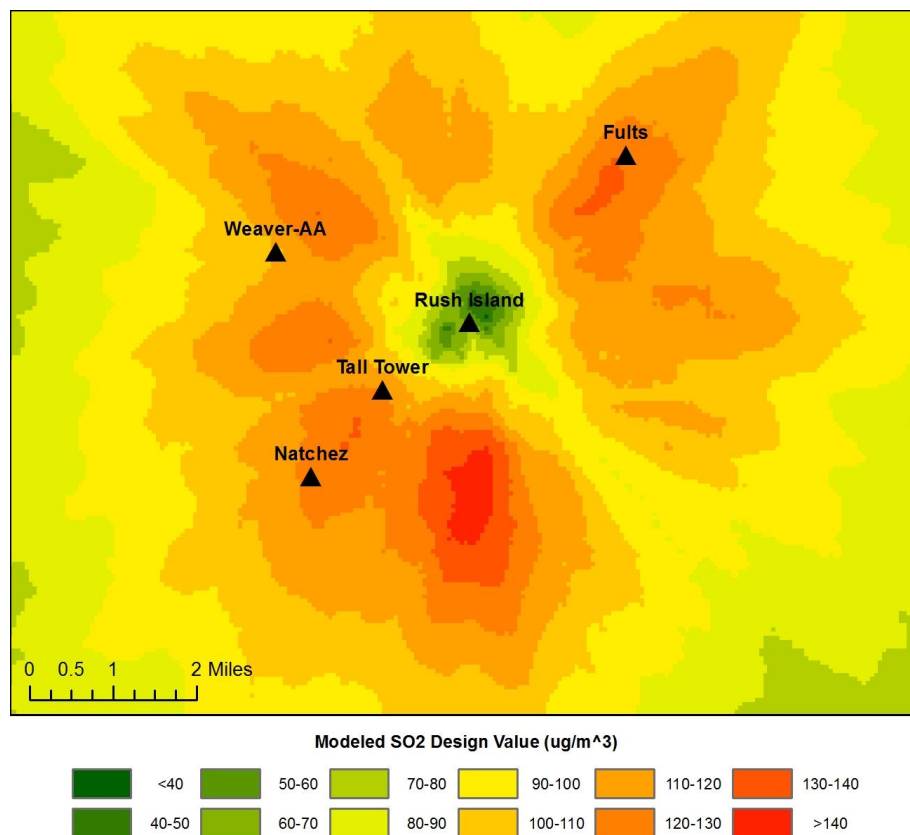 Fults
Weaver-AA
Rush Island
Tall Tower
Natchez
0 0.5 1 2 Miles
Modeled SO2 Design Value (ug/m^3)
<40 50-60 70-80 90-100 110-120 130-140
40-50 60-70 80-90 100-110 120-130 >140